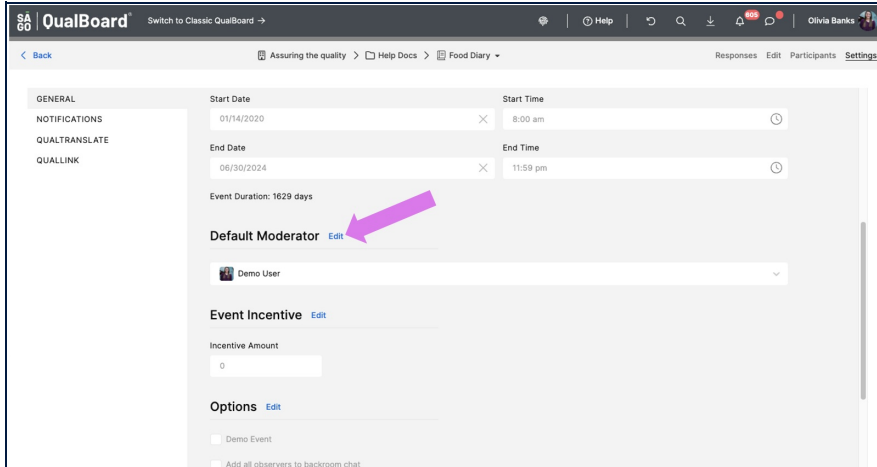 SĀGO | QualBoard® Switch to Classic QualBoard → Help 605 Olivia Banks
< Back Assuring the quality > Help Docs > Food Diary Responses Edit Participants Settings
GENERAL
NOTIFICATIONS
QUALTRANSLATE
QUALLINK
Start Date Start Time
01/14/2020 8:00 am
End Date End Time
06/30/2024 11:59 pm
Event Duration: 1629 days
Default Moderator Edit
Demo User
Event Incentive Edit
Incentive Amount
0
Options Edit
Demo Event
Add all observers to backroom chat